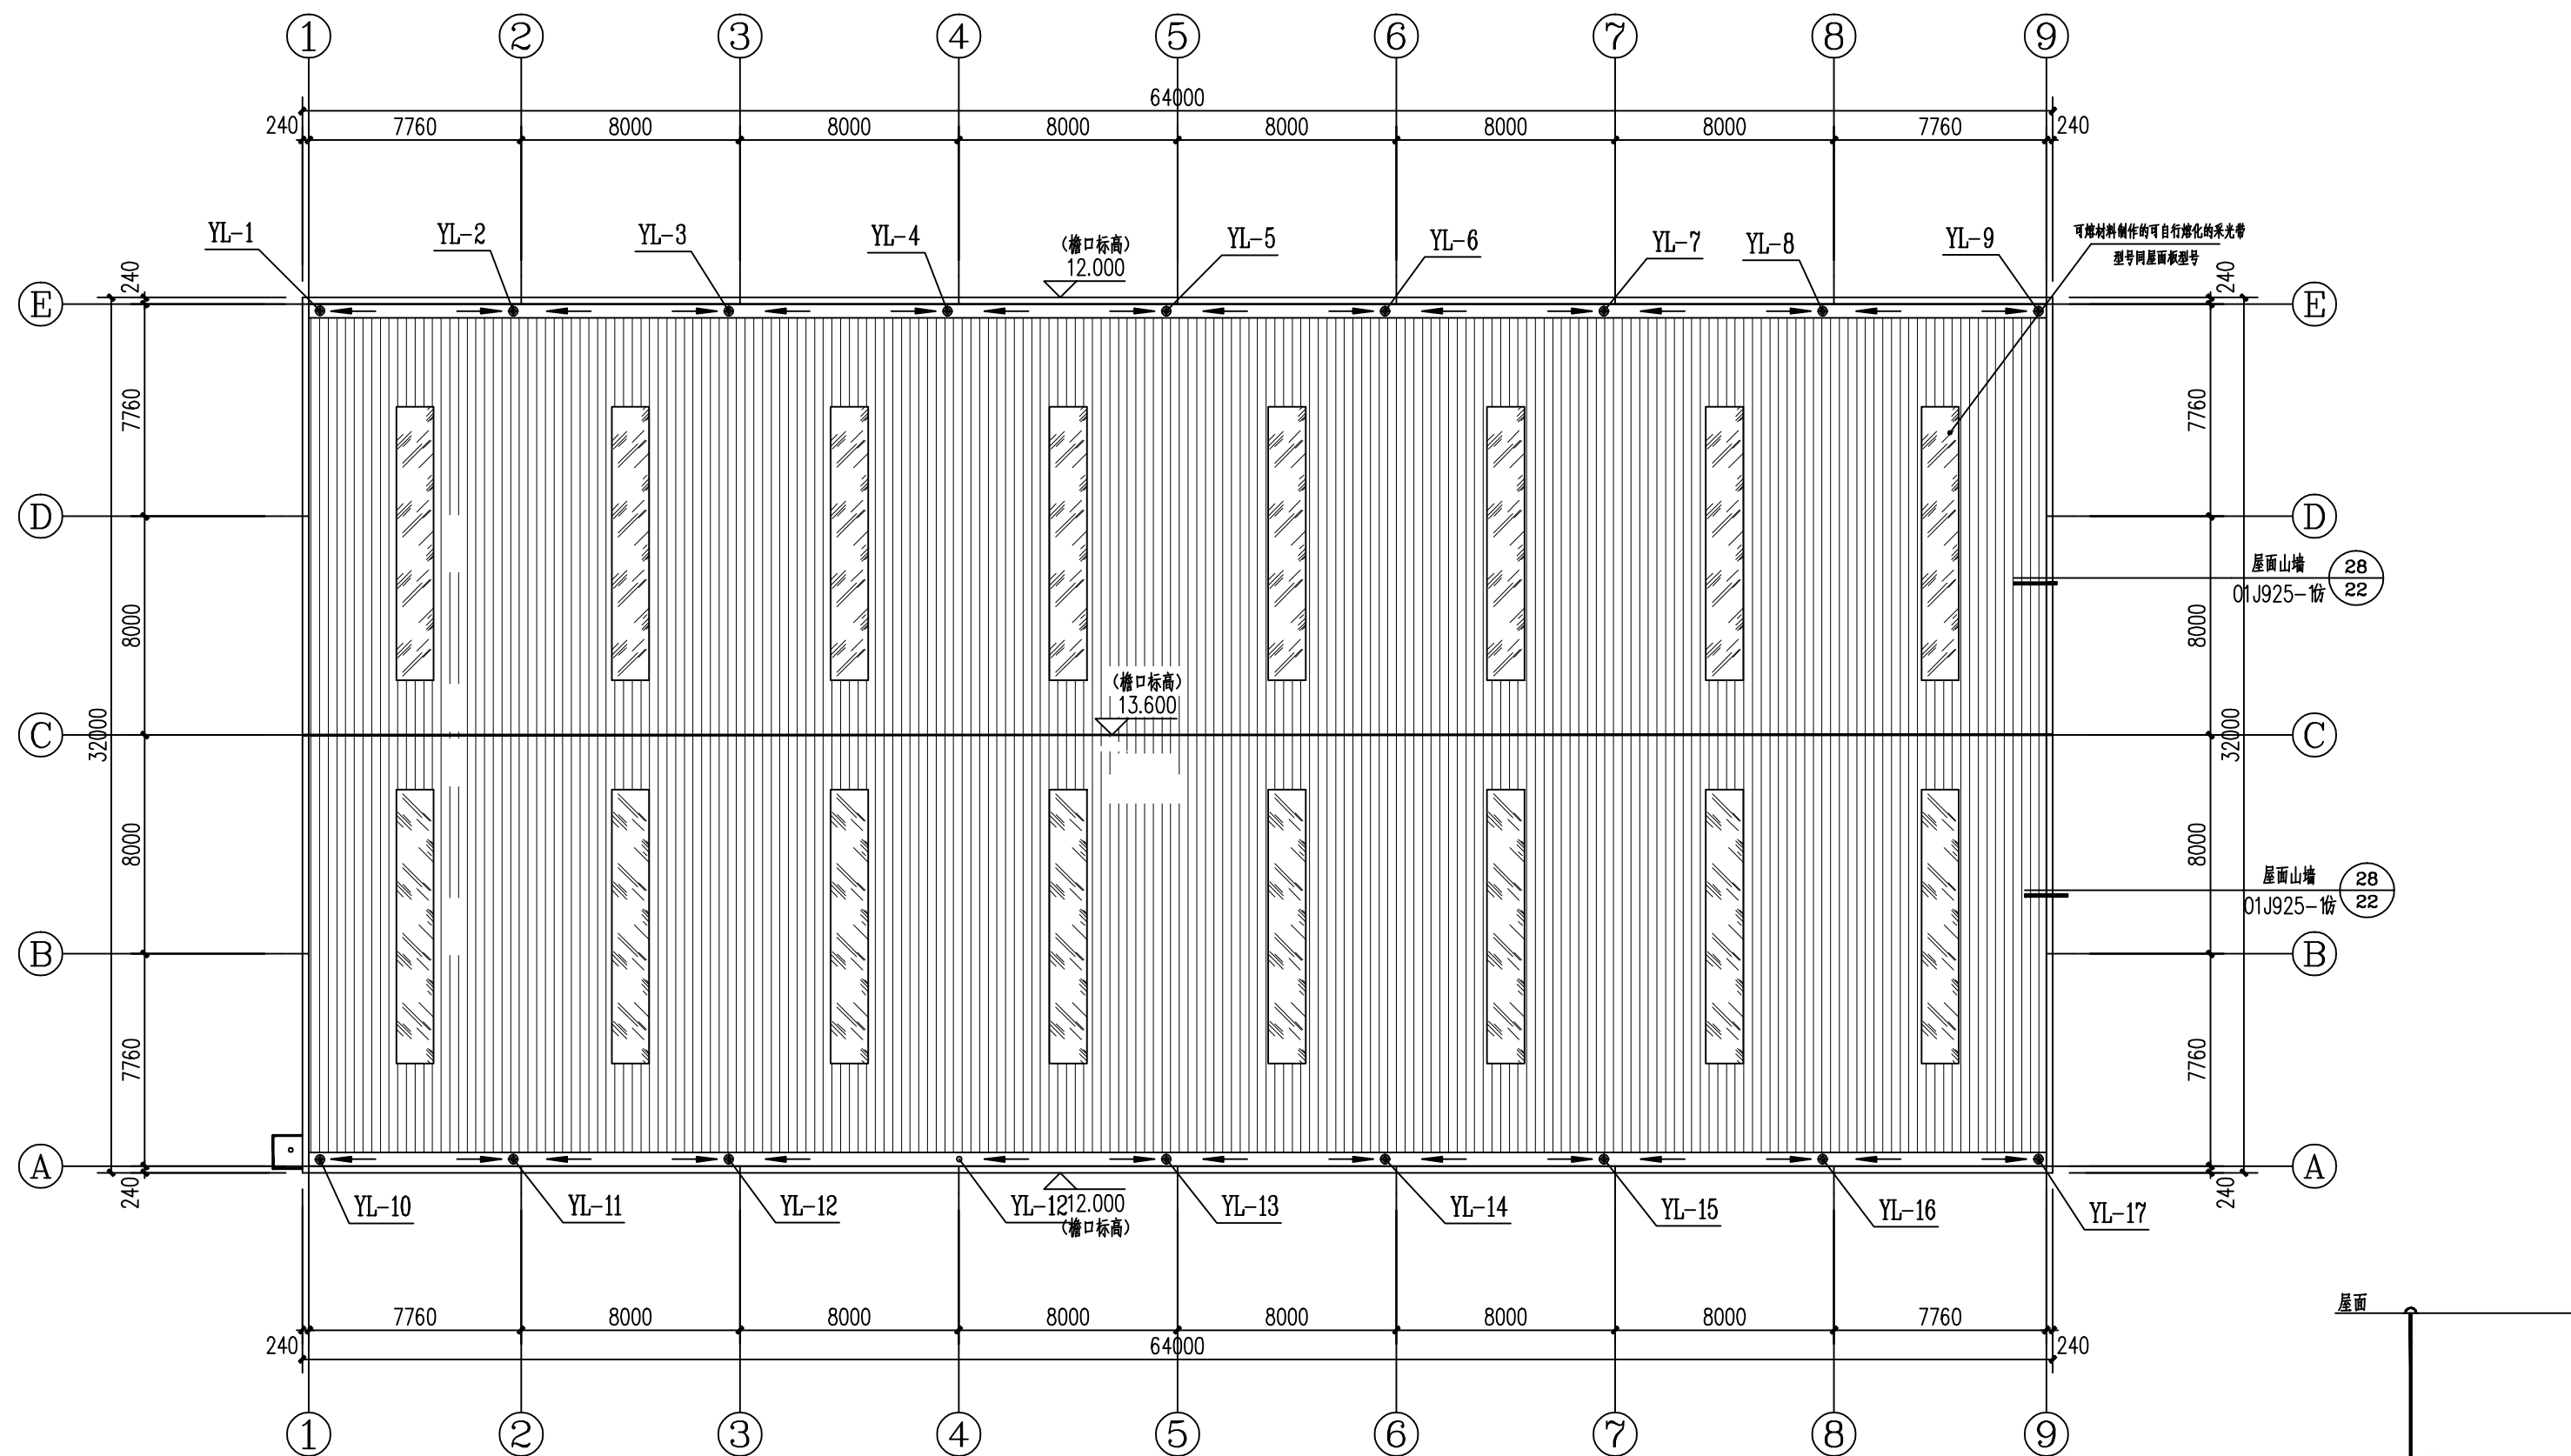 1 2 3 4 5 6 7 8 9
64000
240 7760 8000 8000 8000 8000 8000 8000 7760 240
YL-1 YL-2 YL-3 YL-4 YL-5 YL-6 YL-7 YL-8 YL-9
(檐口标高)
12.000
可熔材料制作的可自行熔化的采光带
型号同屋面板型号
240 240
E E
7760 7760
D D
屋面山墙 28
01J925-1仿 22
8000 8000
(檐口标高)
13.600
C C
32000 32000
8000 8000
屋面山墙 28
01J925-1仿 22
B B
7760 7760
A A
240 240
YL-10 YL-11 YL-12 YL-12 12.000 YL-13 YL-14 YL-15 YL-16 YL-17
(檐口标高)
屋面
7760 8000 8000 8000 8000 8000 8000 7760
240 64000 240
1 2 3 4 5 6 7 8 9